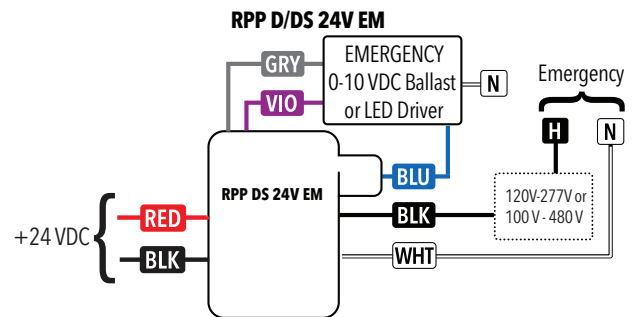 RPP D/DS 24V EM
GRY
EMERGENCY
0-10 VDC Ballast
or LED Driver
N
VIO
Emergency
H
N
RPP DS 24V EM
BLU
120V-277V or
100 V - 480 V
+24 VDC
RED
BLK
BLK
WHT